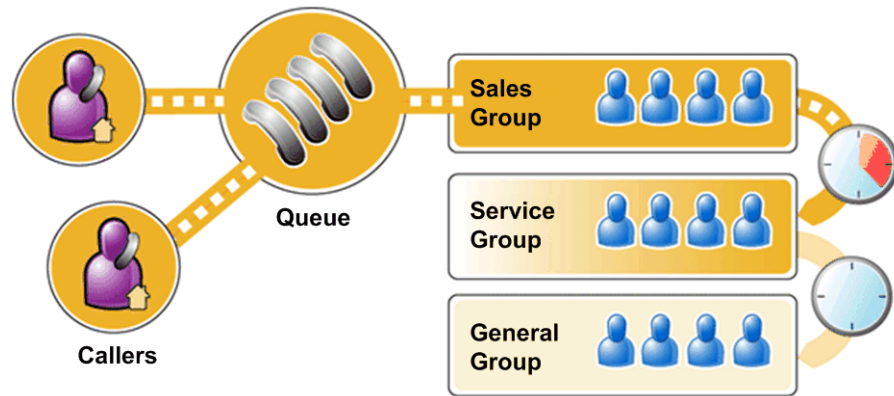 Sales
Group
Queue
Service
Group
Callers
General
Group